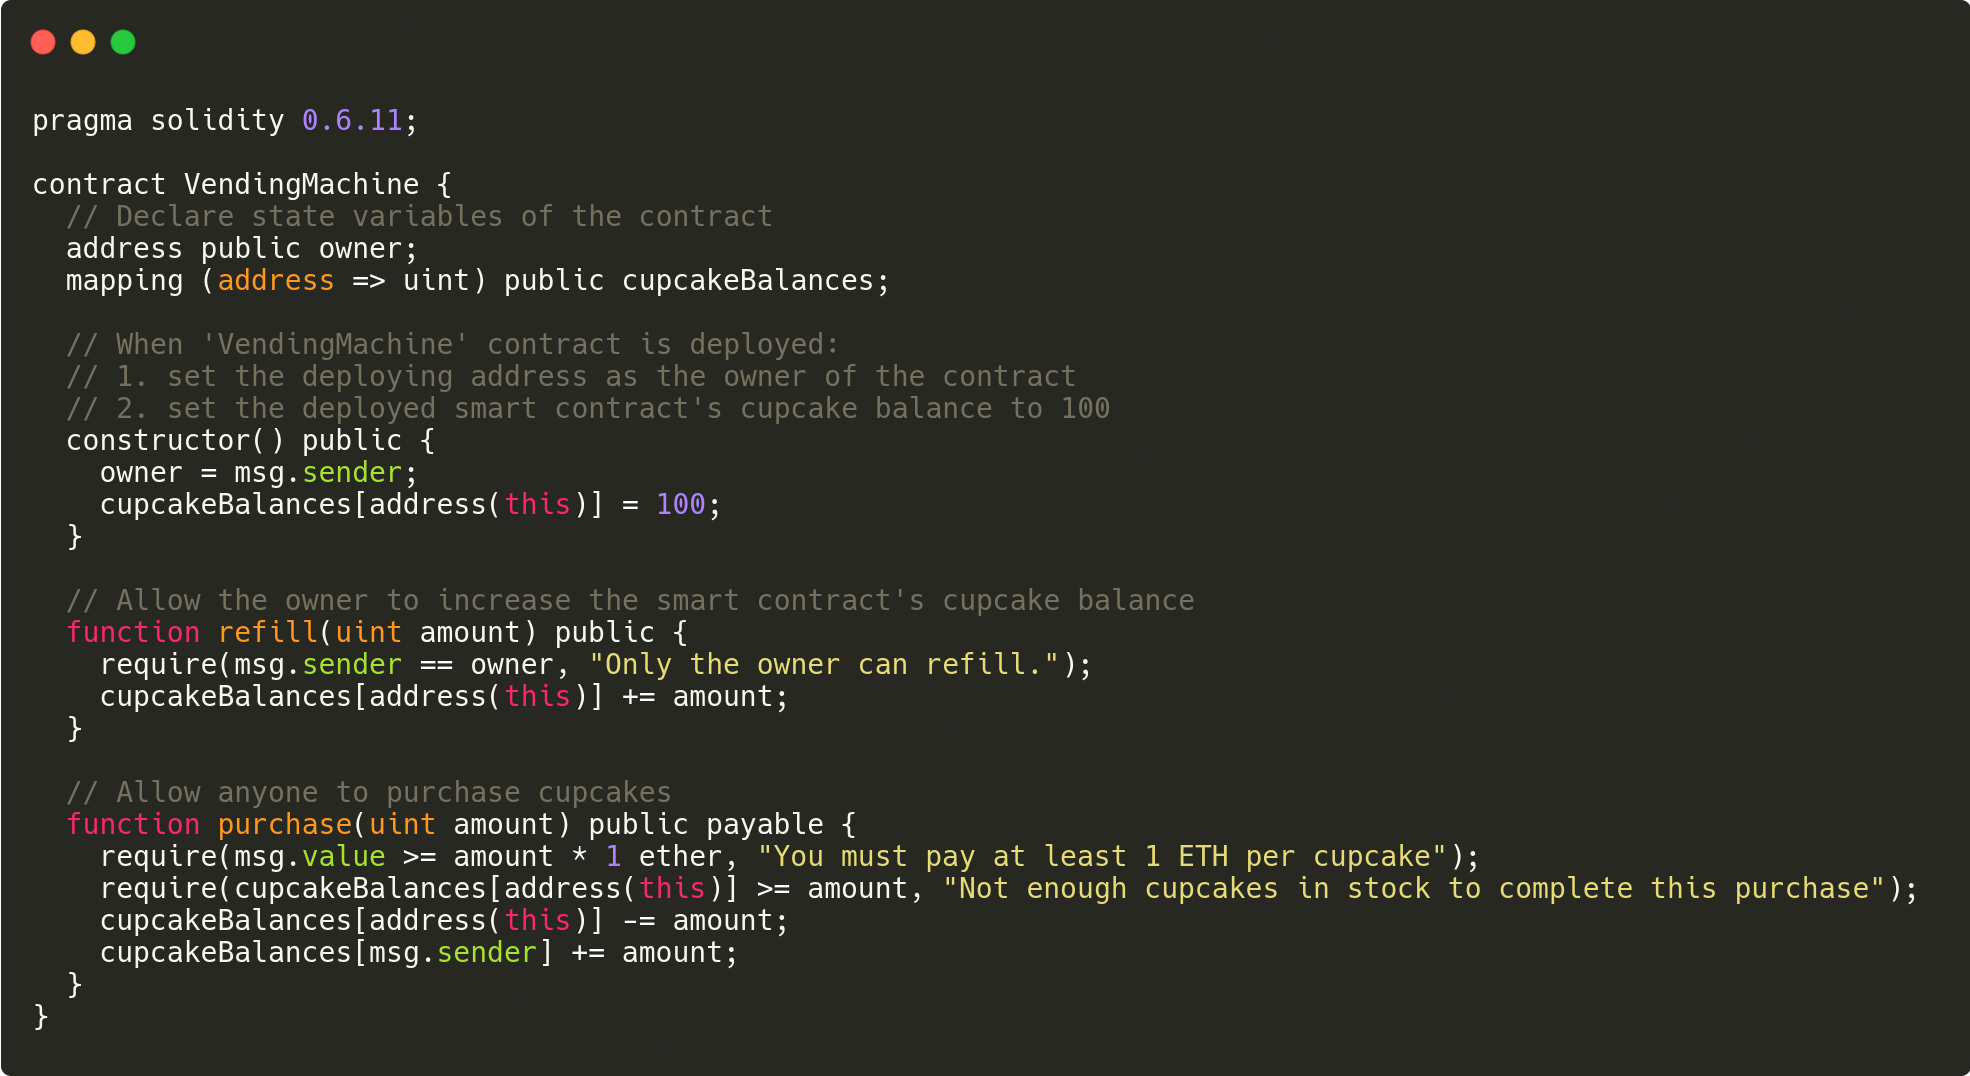 pragma solidity 0.6.11;

contract VendingMachine {
  // Declare state variables of the contract
  address public owner;
  mapping (address => uint) public cupcakeBalances;

  // When 'VendingMachine' contract is deployed:
  // 1. set the deploying address as the owner of the contract
  // 2. set the deployed smart contract's cupcake balance to 100
  constructor() public {
    owner = msg.sender;
    cupcakeBalances[address(this)] = 100;
  }

  // Allow the owner to increase the smart contract's cupcake balance
  function refill(uint amount) public {
    require(msg.sender == owner, "Only the owner can refill.");
    cupcakeBalances[address(this)] += amount;
  }

  // Allow anyone to purchase cupcakes
  function purchase(uint amount) public payable {
    require(msg.value >= amount * 1 ether, "You must pay at least 1 ETH per cupcake");
    require(cupcakeBalances[address(this)] >= amount, "Not enough cupcakes in stock to complete this purchase");
    cupcakeBalances[address(this)] -= amount;
    cupcakeBalances[msg.sender] += amount;
  }
}